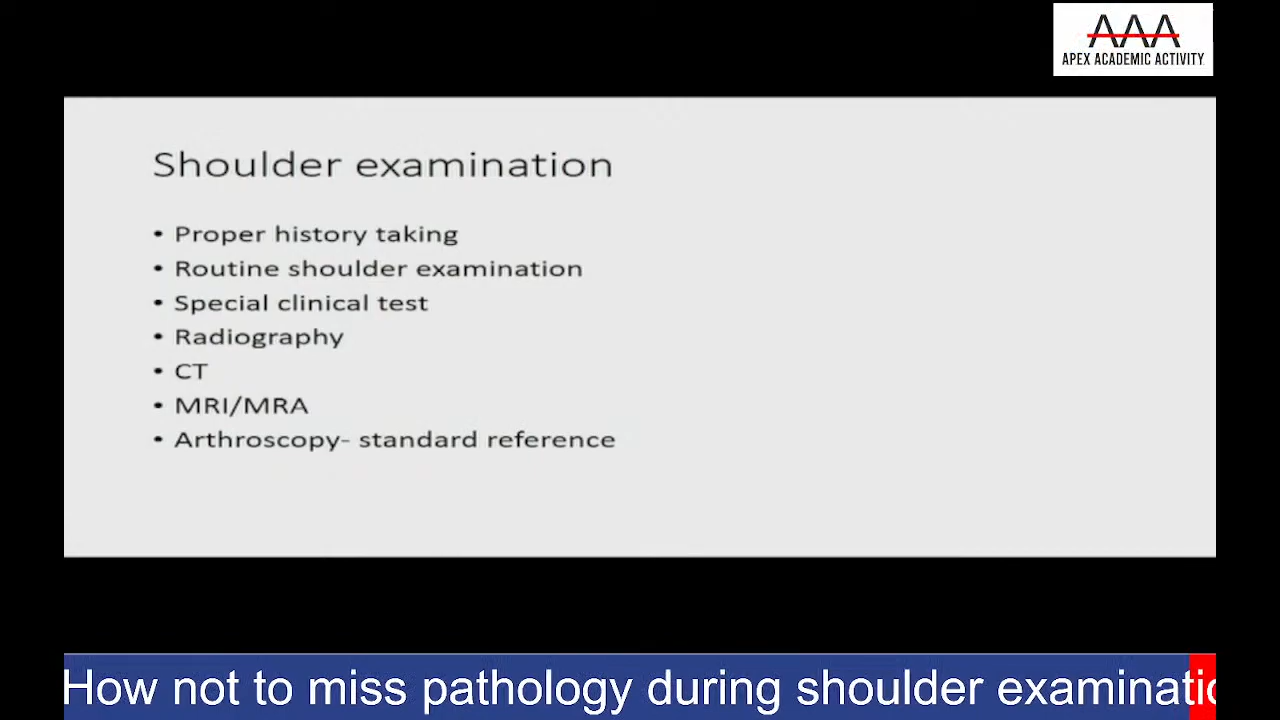 AAA
APEX ACADEMIC ACTIVITY
Shoulder examination
• Proper history taking
• Routine shoulder examination
• Special clinical test
• Radiography
• CT
• MRI/MRA
• Arthroscopy- standard reference
How not to miss pathology during shoulder examinatio